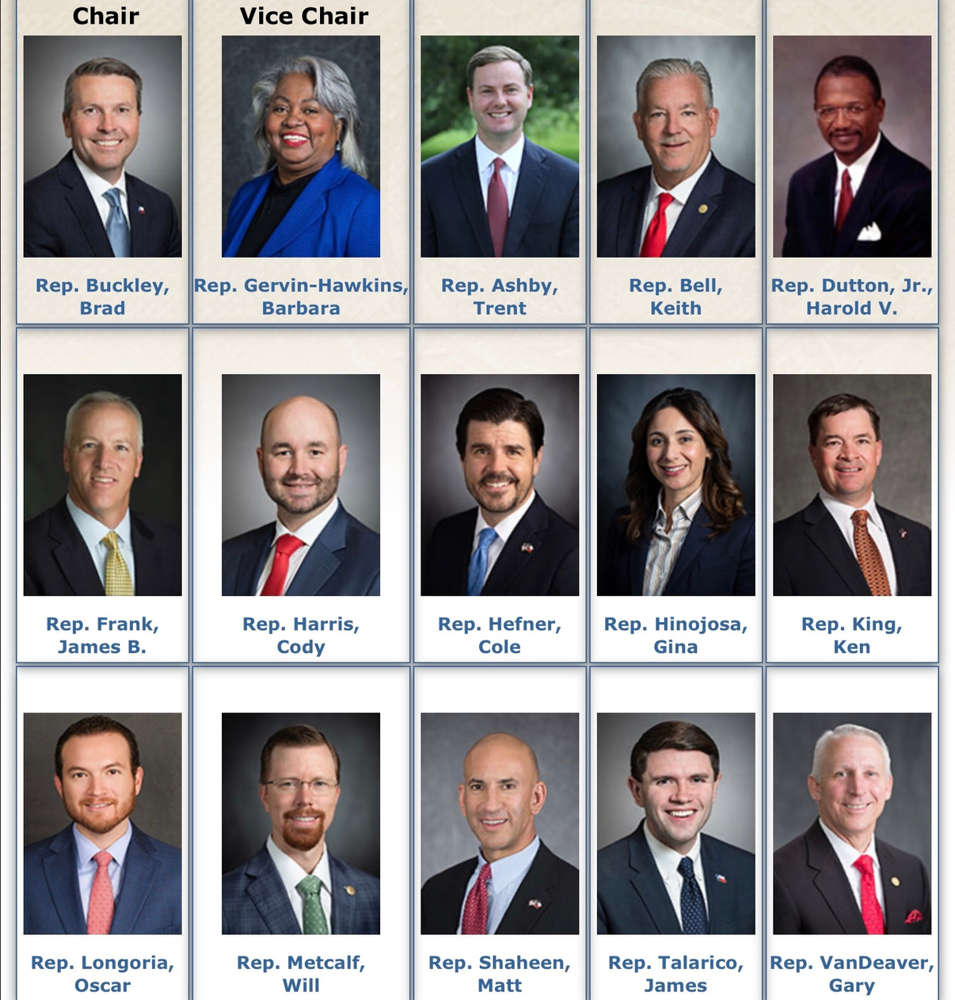 Chair
Vice Chair
Rep. Buckley,
Brad
Rep. Gervin-Hawkins,
Barbara
Rep. Ashby,
Trent
Rep. Bell,
Keith
Rep. Dutton, Jr.,
Harold V.
Rep. Frank,
James B.
Rep. Harris,
Cody
Rep. Hefner,
Cole
Rep. Hinojosa,
Gina
Rep. King,
Ken
Rep. Longoria,
Oscar
Rep. Metcalf,
Will
Rep. Shaheen,
Matt
Rep. Talarico,
James
Rep. VanDeaver,
Gary